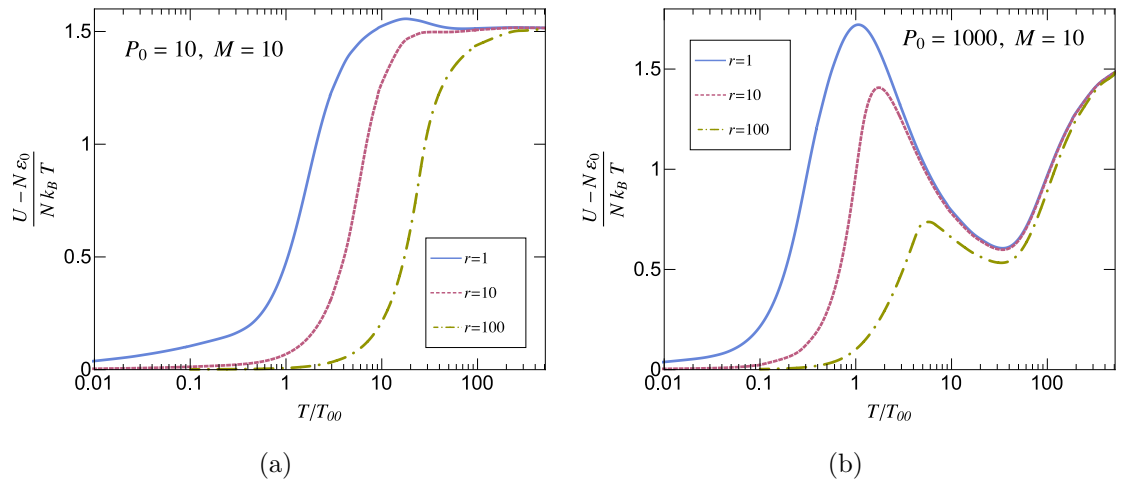 P₀ = 10, M = 10
1.5
1
0.5
0
U − N ε₀
N k_B T
r=1
r=10
r=100
0.01 0.1 1 10 100
T/T₀₀
(a)
P₀ = 1000, M = 10
r=1
r=10
r=100
1.5
1
0.5
0
U − N ε₀
N k_B T
0.01 0.1 1 10 100
T/T₀₀
(b)